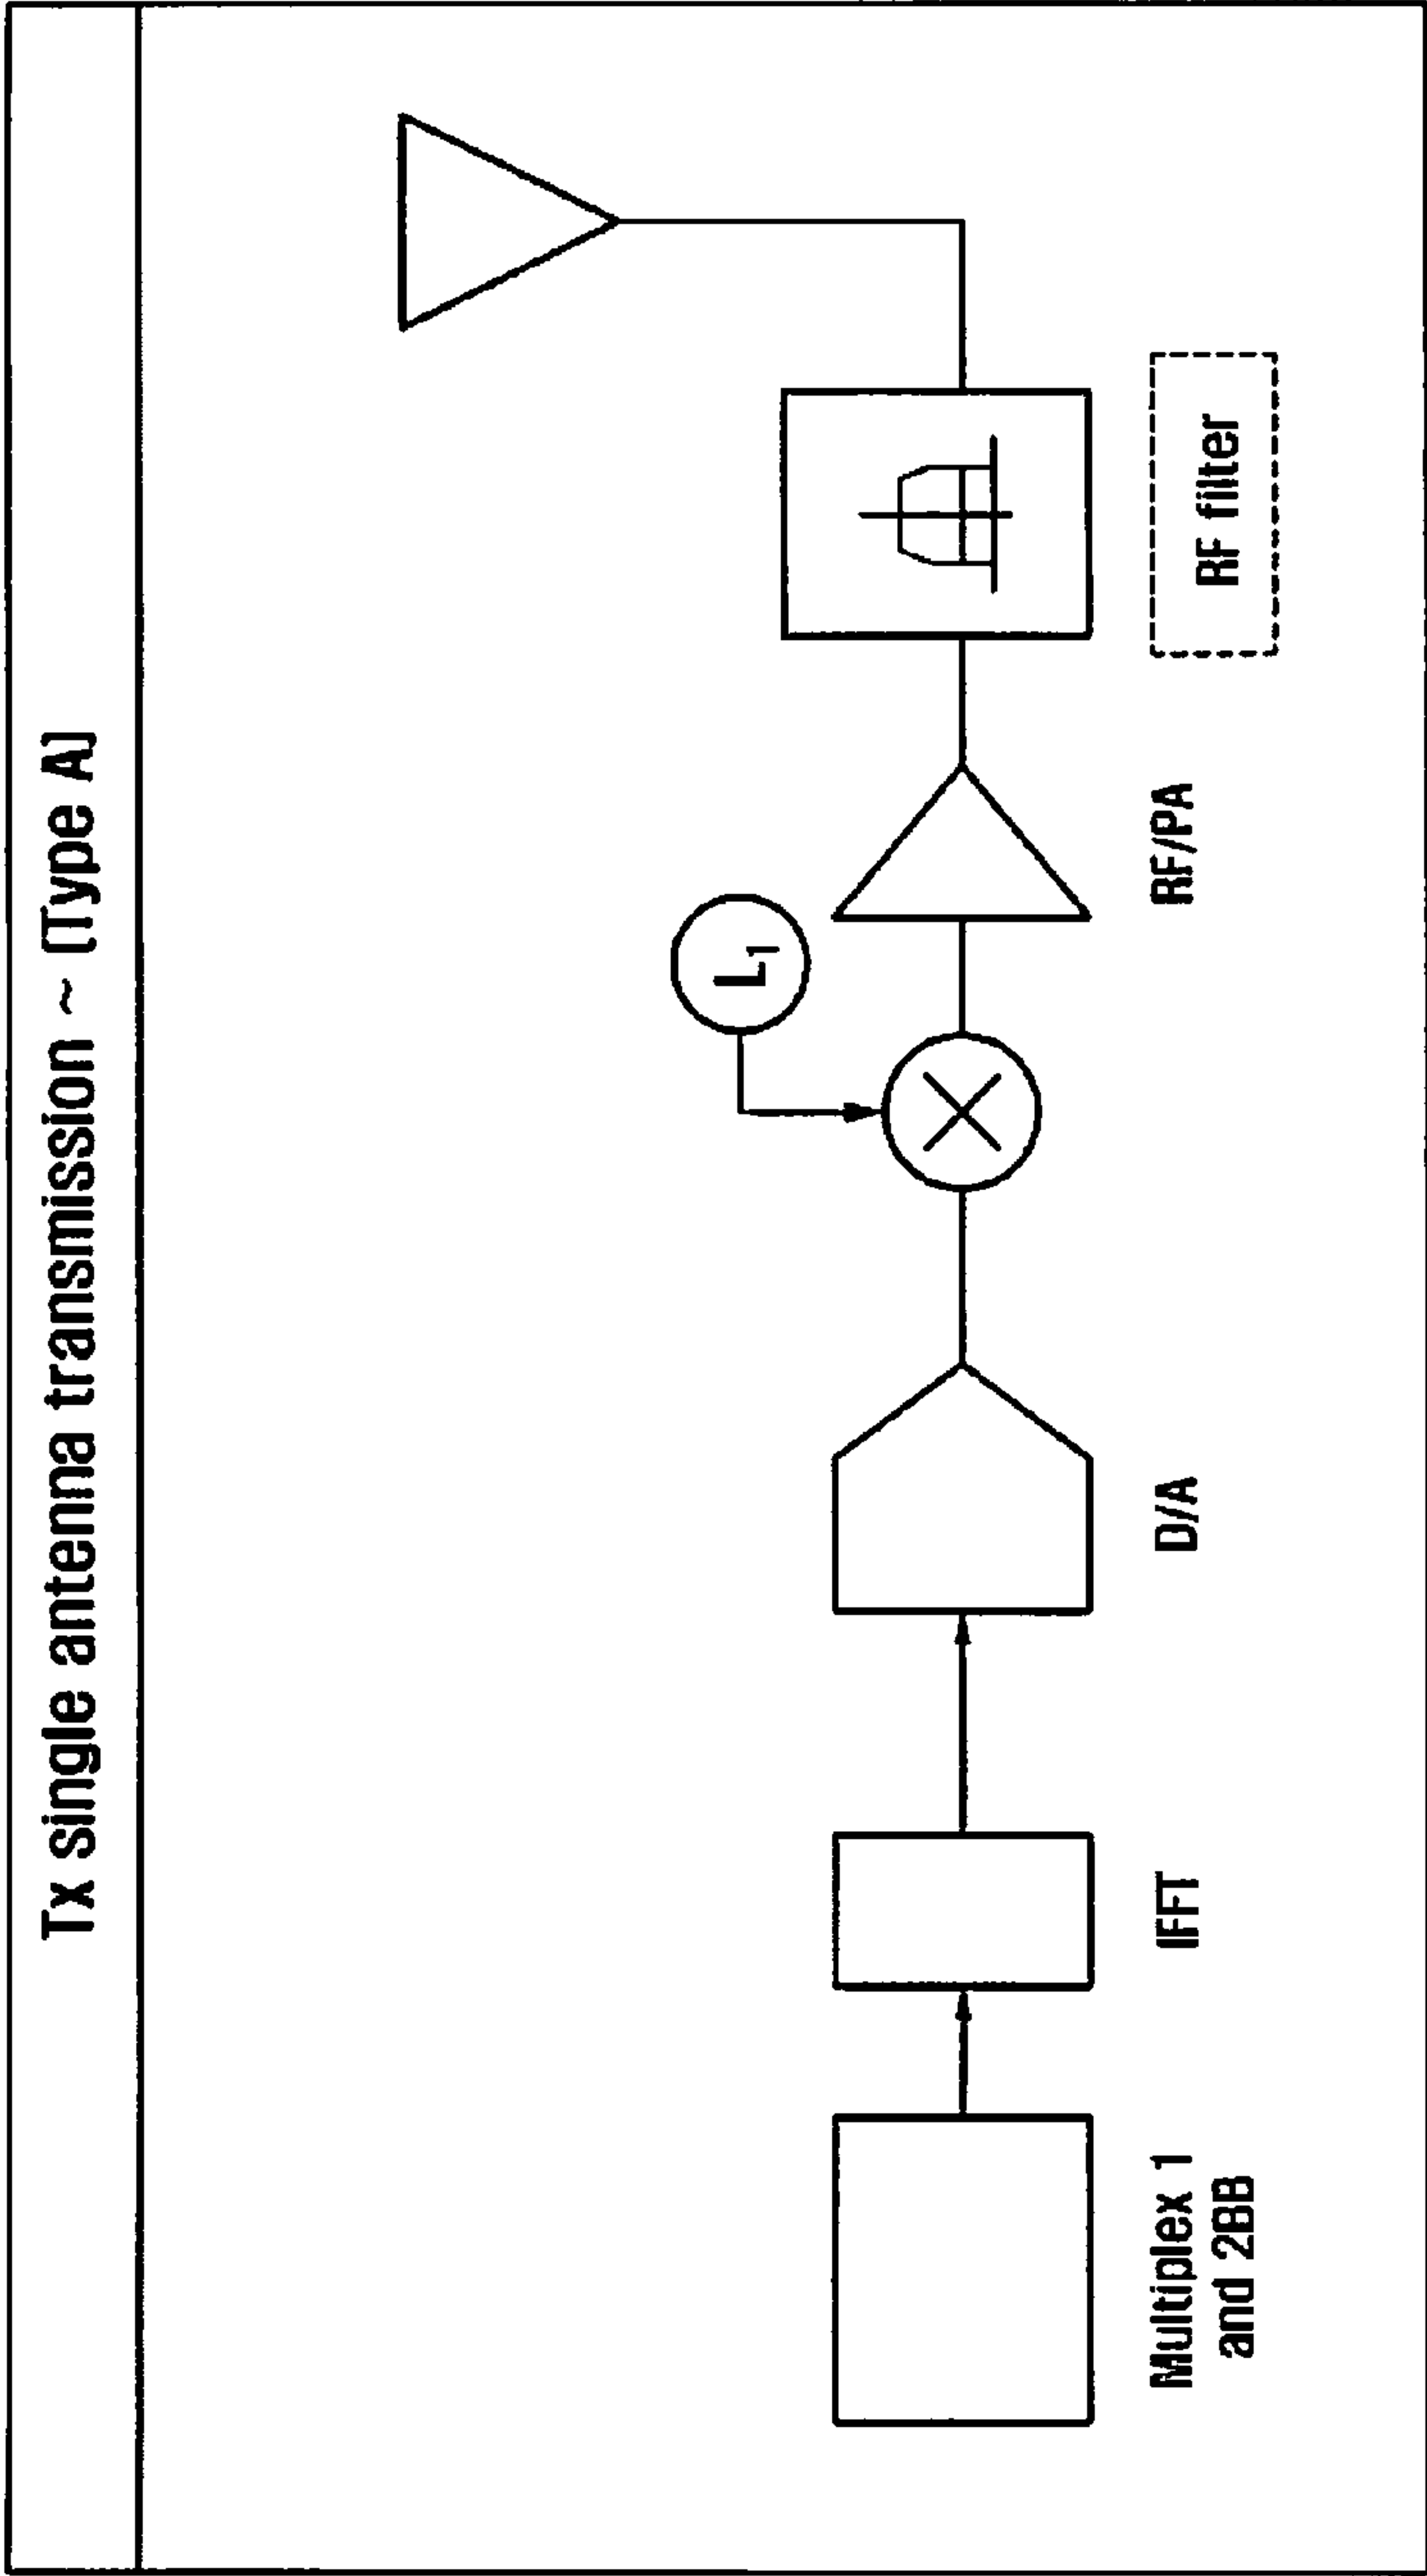 Tx single antenna transmission ~ (Type A)
L1
Multiplex 1
and 2BB
IFFT
D/A
RF/PA
RF filter